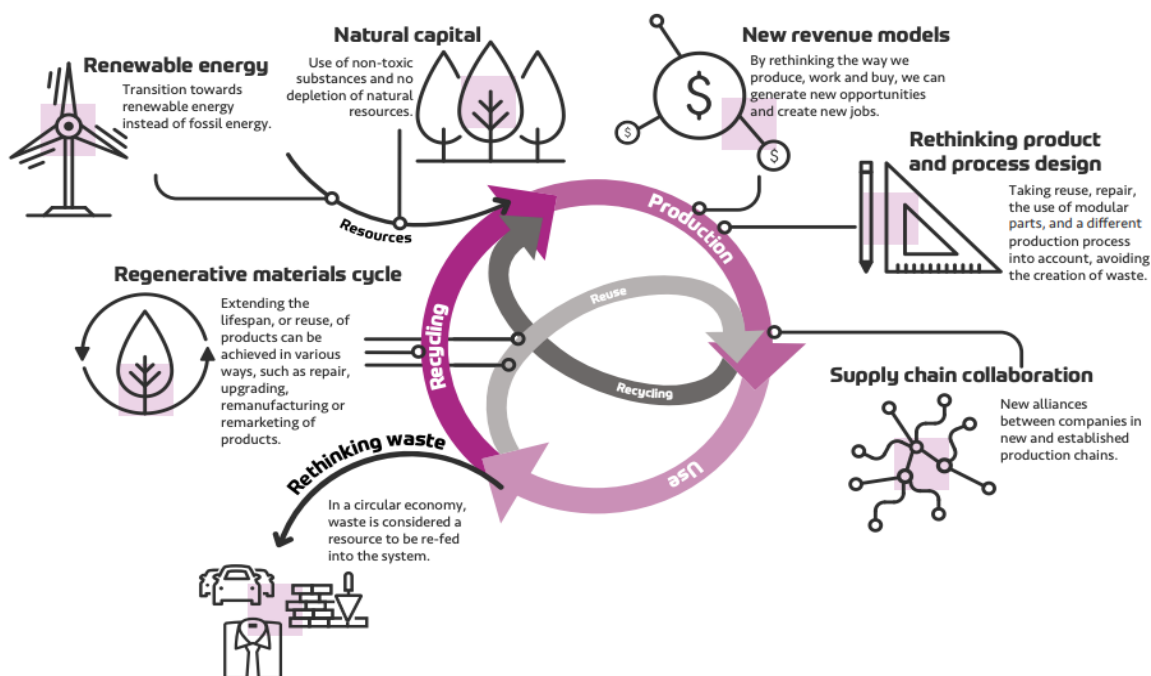 Natural capital
Use of non-toxic
substances and no
depletion of natural
resources.
New revenue models
By rethinking the way we
produce, work and buy, we can
generate new opportunities
and create new jobs.
$
$
$
Renewable energy
Transition towards
renewable energy
instead of fossil energy.
Rethinking product
and process design
Taking reuse, repair,
the use of modular
parts, and a different
production process
into account, avoiding
the creation of waste.
Resources
Production
Regenerative materials cycle
Extending the
lifespan, or reuse, of
products can be
achieved in various
ways, such as repair,
upgrading,
remanufacturing or
remarketing of
products.
Recycling
Reuse
Recycling
Use
Supply chain collaboration
New alliances
between companies in
new and established
production chains.
Rethinking waste
In a circular economy,
waste is considered a
resource to be re-fed
into the system.